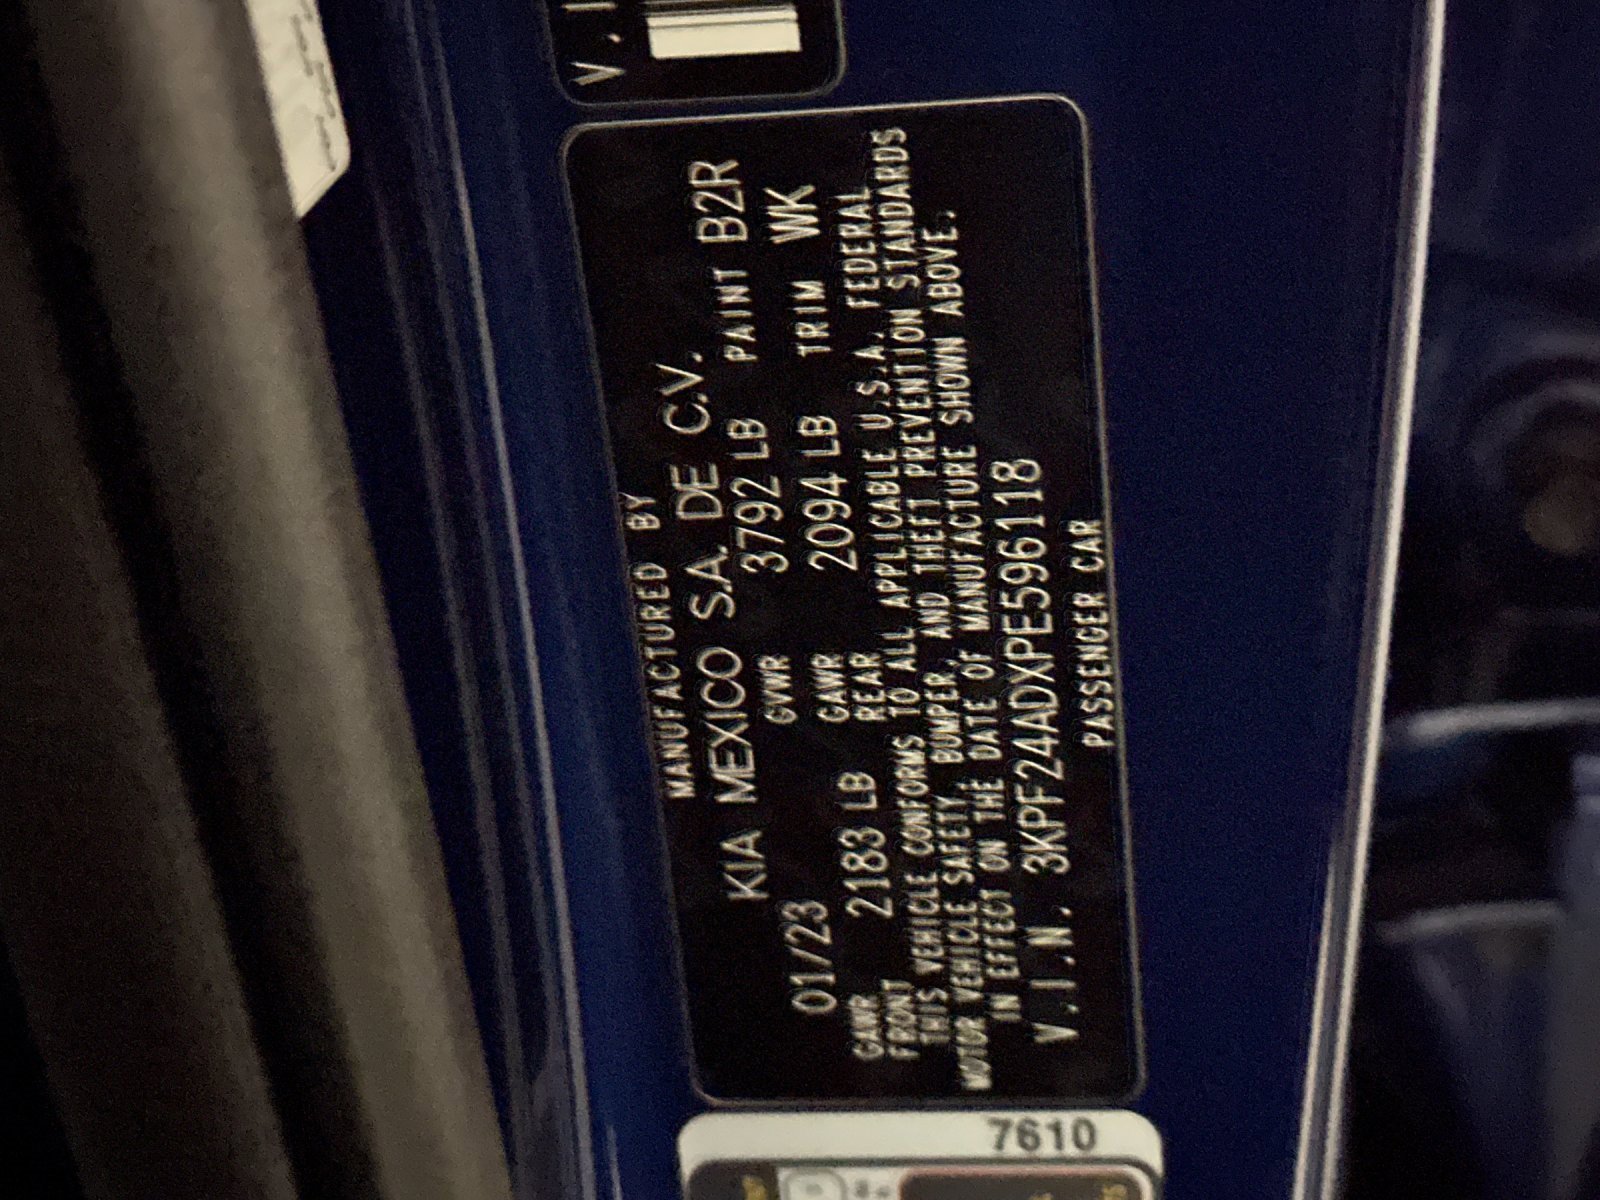 V.I
MANUFACTURED BY
KIA MEXICO S.A. DE C.V.
01/23 GVWR 3792 LB PAINT B2R
GAWR FRONT 2183 LB GAWR REAR 2094 LB TRIM WK
THIS VEHICLE CONFORMS TO ALL APPLICABLE U.S.A. FEDERAL
MOTOR VEHICLE SAFETY, BUMPER, AND THEFT PREVENTION STANDARDS
IN EFFECT ON THE DATE OF MANUFACTURE SHOWN ABOVE.
V.I.N. 3KPF24ADXPE596118
PASSENGER CAR
7610